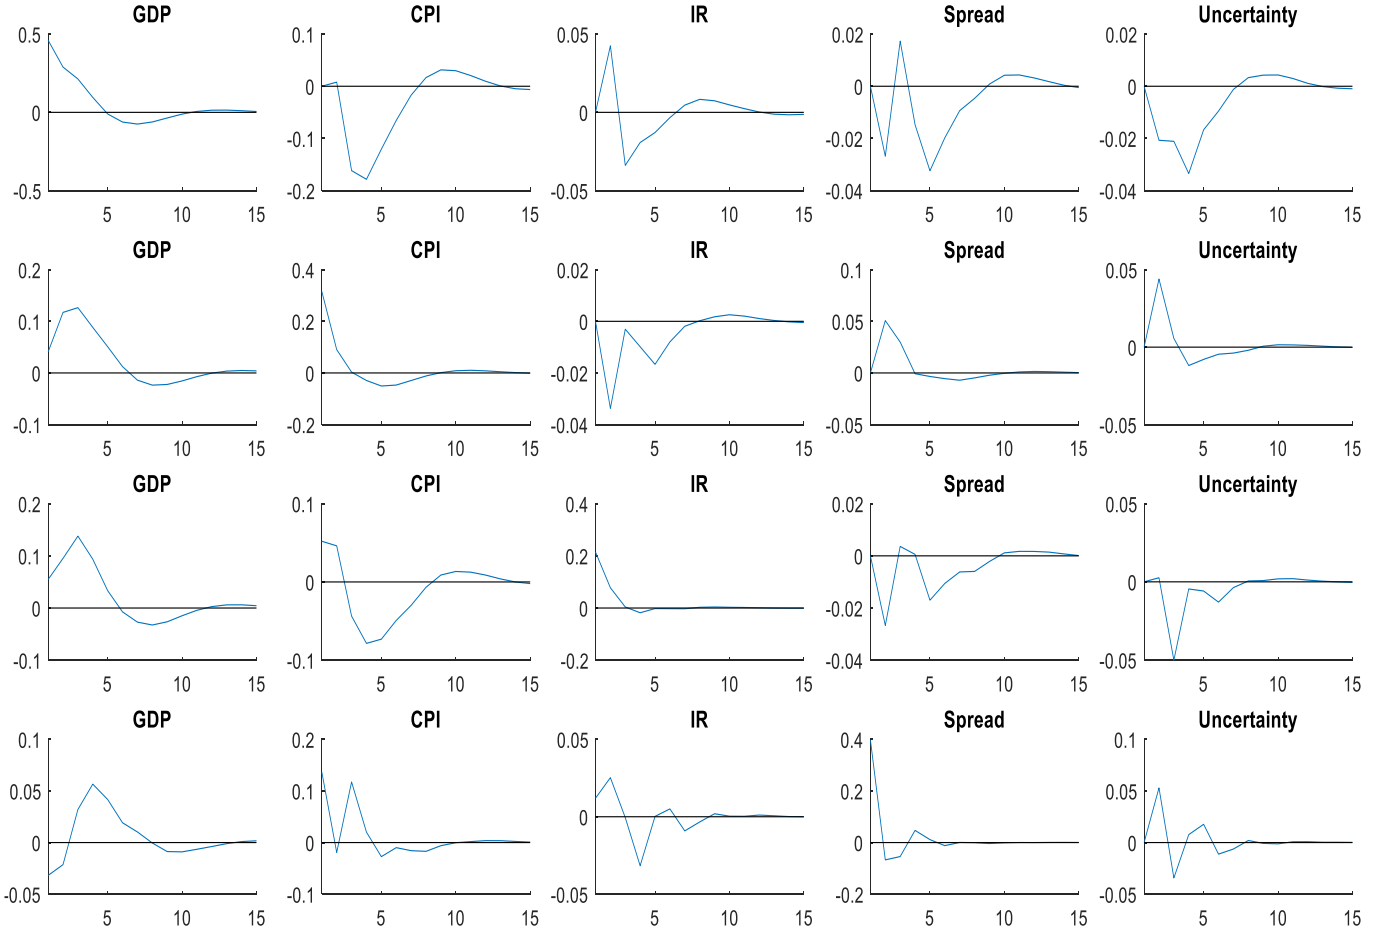 GDP CPI IR Spread Uncertainty
0.5 0.1 0.05 0.02 0.02
0 0 0 0 0
-0.1 -0.02 -0.02
-0.5 -0.2 -0.05 -0.04 -0.04
5 10 15 5 10 15 5 10 15 5 10 15 5 10 15
GDP CPI IR Spread Uncertainty
0.2 0.4 0.02 0.1 0.05
0.1 0.2 0 0.05 0
0 0 -0.02 0
-0.1 -0.2 -0.04 -0.05 -0.05
5 10 15 5 10 15 5 10 15 5 10 15 5 10 15
GDP CPI IR Spread Uncertainty
0.2 0.1 0.4 0.02 0.05
0.1 0 0.2 0 0
0 0 -0.02
-0.1 -0.1 -0.2 -0.04 -0.05
5 10 15 5 10 15 5 10 15 5 10 15 5 10 15
GDP CPI IR Spread Uncertainty
0.1 0.2 0.05 0.4 0.1
0.05 0.1 0 0.2 0.05
0 0 0 0
-0.05 -0.1 -0.05 -0.2 -0.05
5 10 15 5 10 15 5 10 15 5 10 15 5 10 15